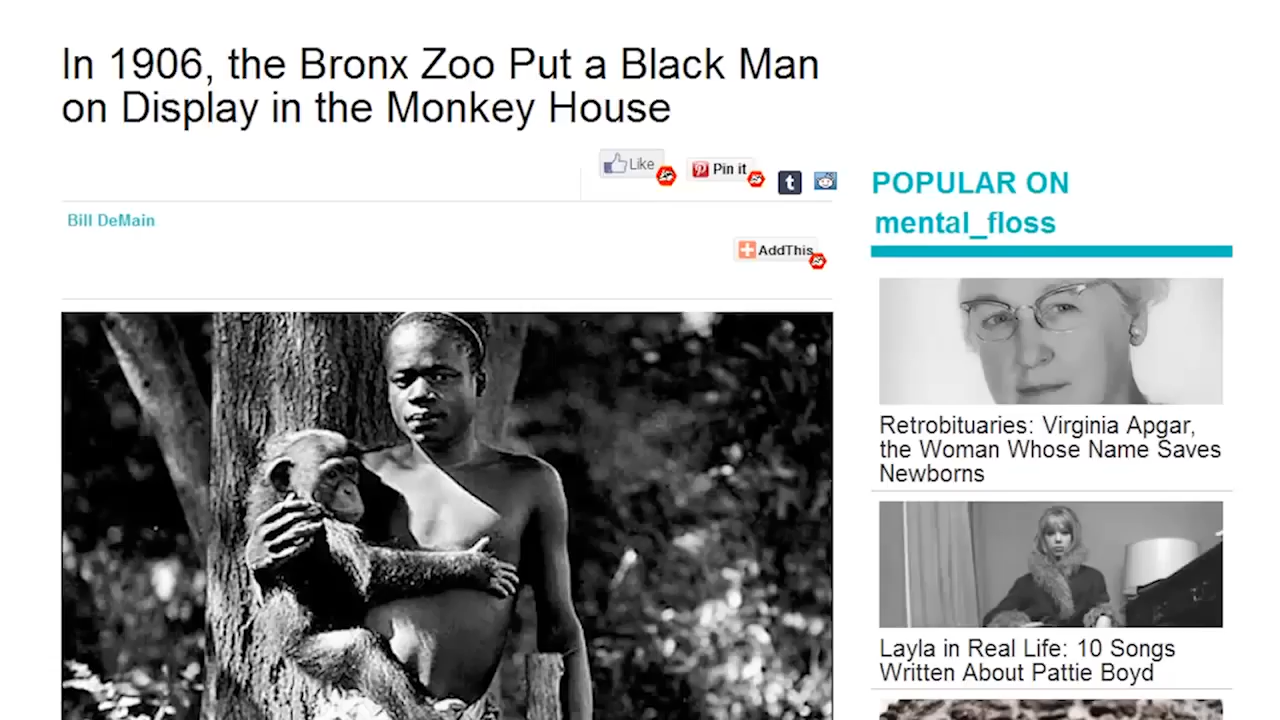 In 1906, the Bronx Zoo Put a Black Man
on Display in the Monkey House
Like
Pin it
t
Bill DeMain
AddThis
POPULAR ON
mental_floss
Retrobituaries: Virginia Apgar,
the Woman Whose Name Saves
Newborns
Layla in Real Life: 10 Songs
Written About Pattie Boyd